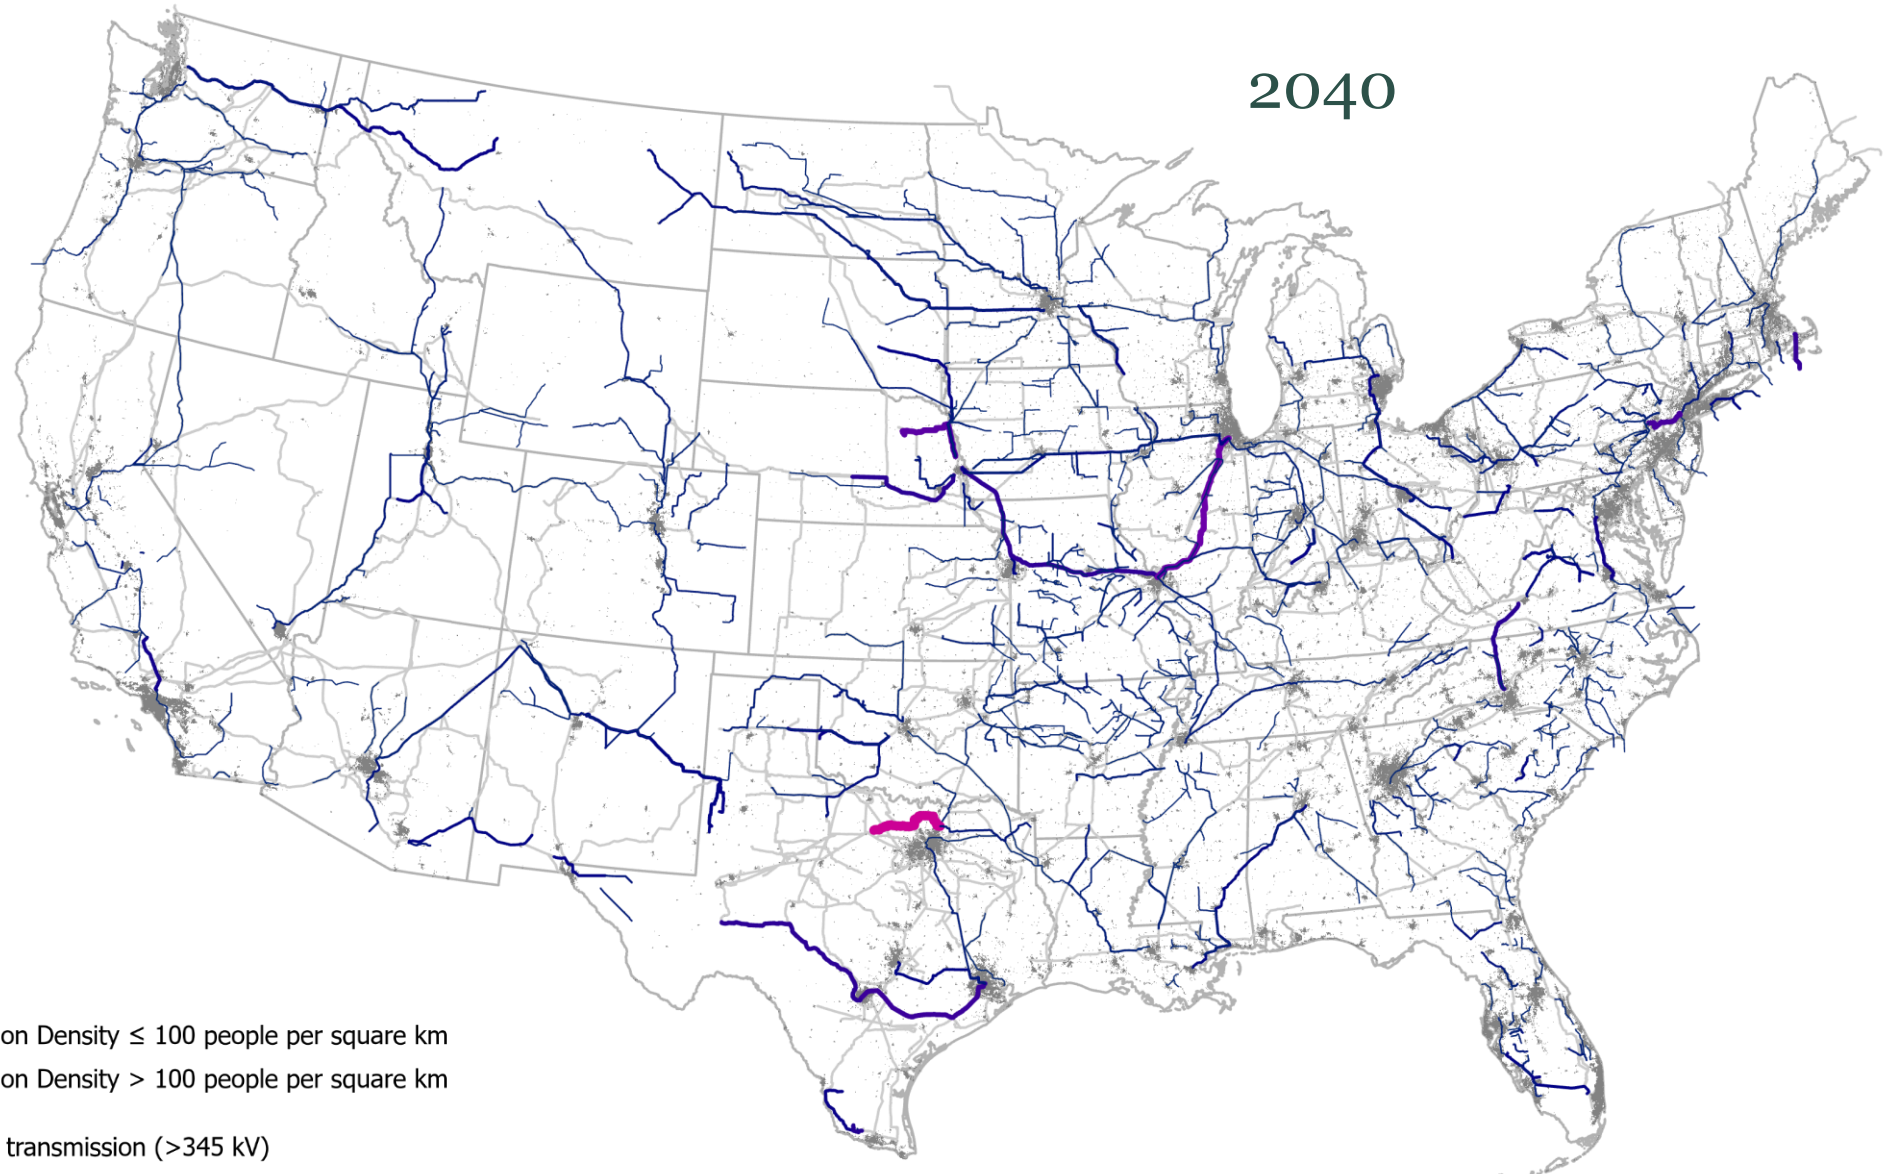 2040
on Density ≤ 100 people per square km
on Density > 100 people per square km
transmission (>345 kV)